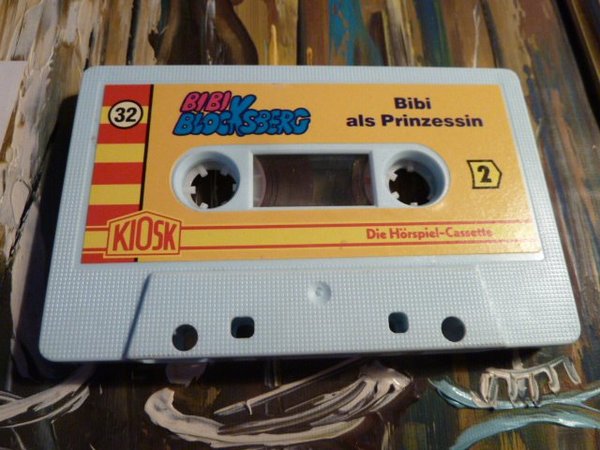 32
BIBI
BLOCKSBERG
Bibi
als Prinzessin
2
KIOSK
Die Hörspiel-Cassette